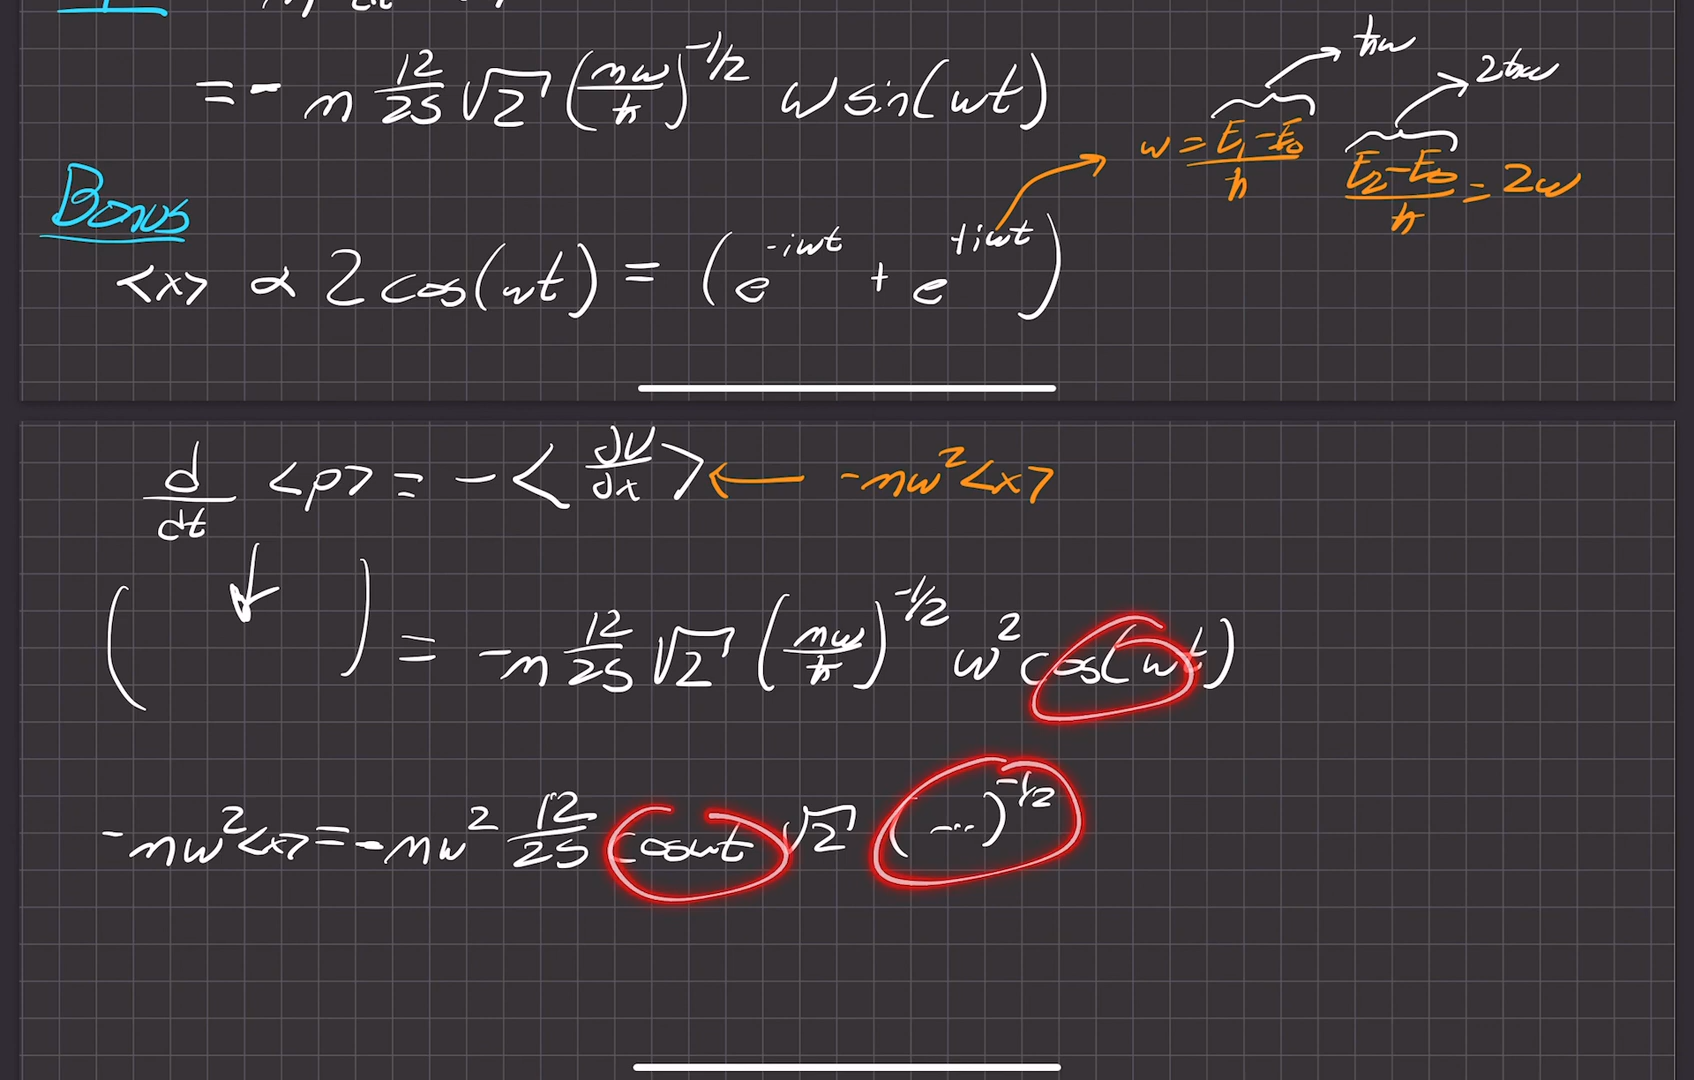 = - m 12/25 √2 (mω/ħ)^-1/2 ω sin(ωt)
ω = (E₁ - E₀)/ħ → ħω
(E₂ - E₀)/ħ = 2ω → 2ħω
Bonus
<x> ∝ 2 cos(ωt) = (e^-iωt + e^+iωt)
d/dt <p> = - <∂V/∂x> ← -mω²<x>
( ↓ ) = -m 12/25 √2 (mω/ħ)^-1/2 ω² cos(ωt)
-mω²<x> = -mω² 12/25 cosωt √2 (...)^-1/2